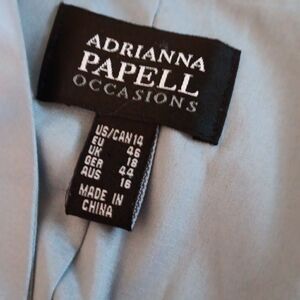 ADRIANNA
PAPELL
OCCASIONS
US/CAN 14
EU 46
UK 18
GER 44
AUS 16
MADE IN
CHINA